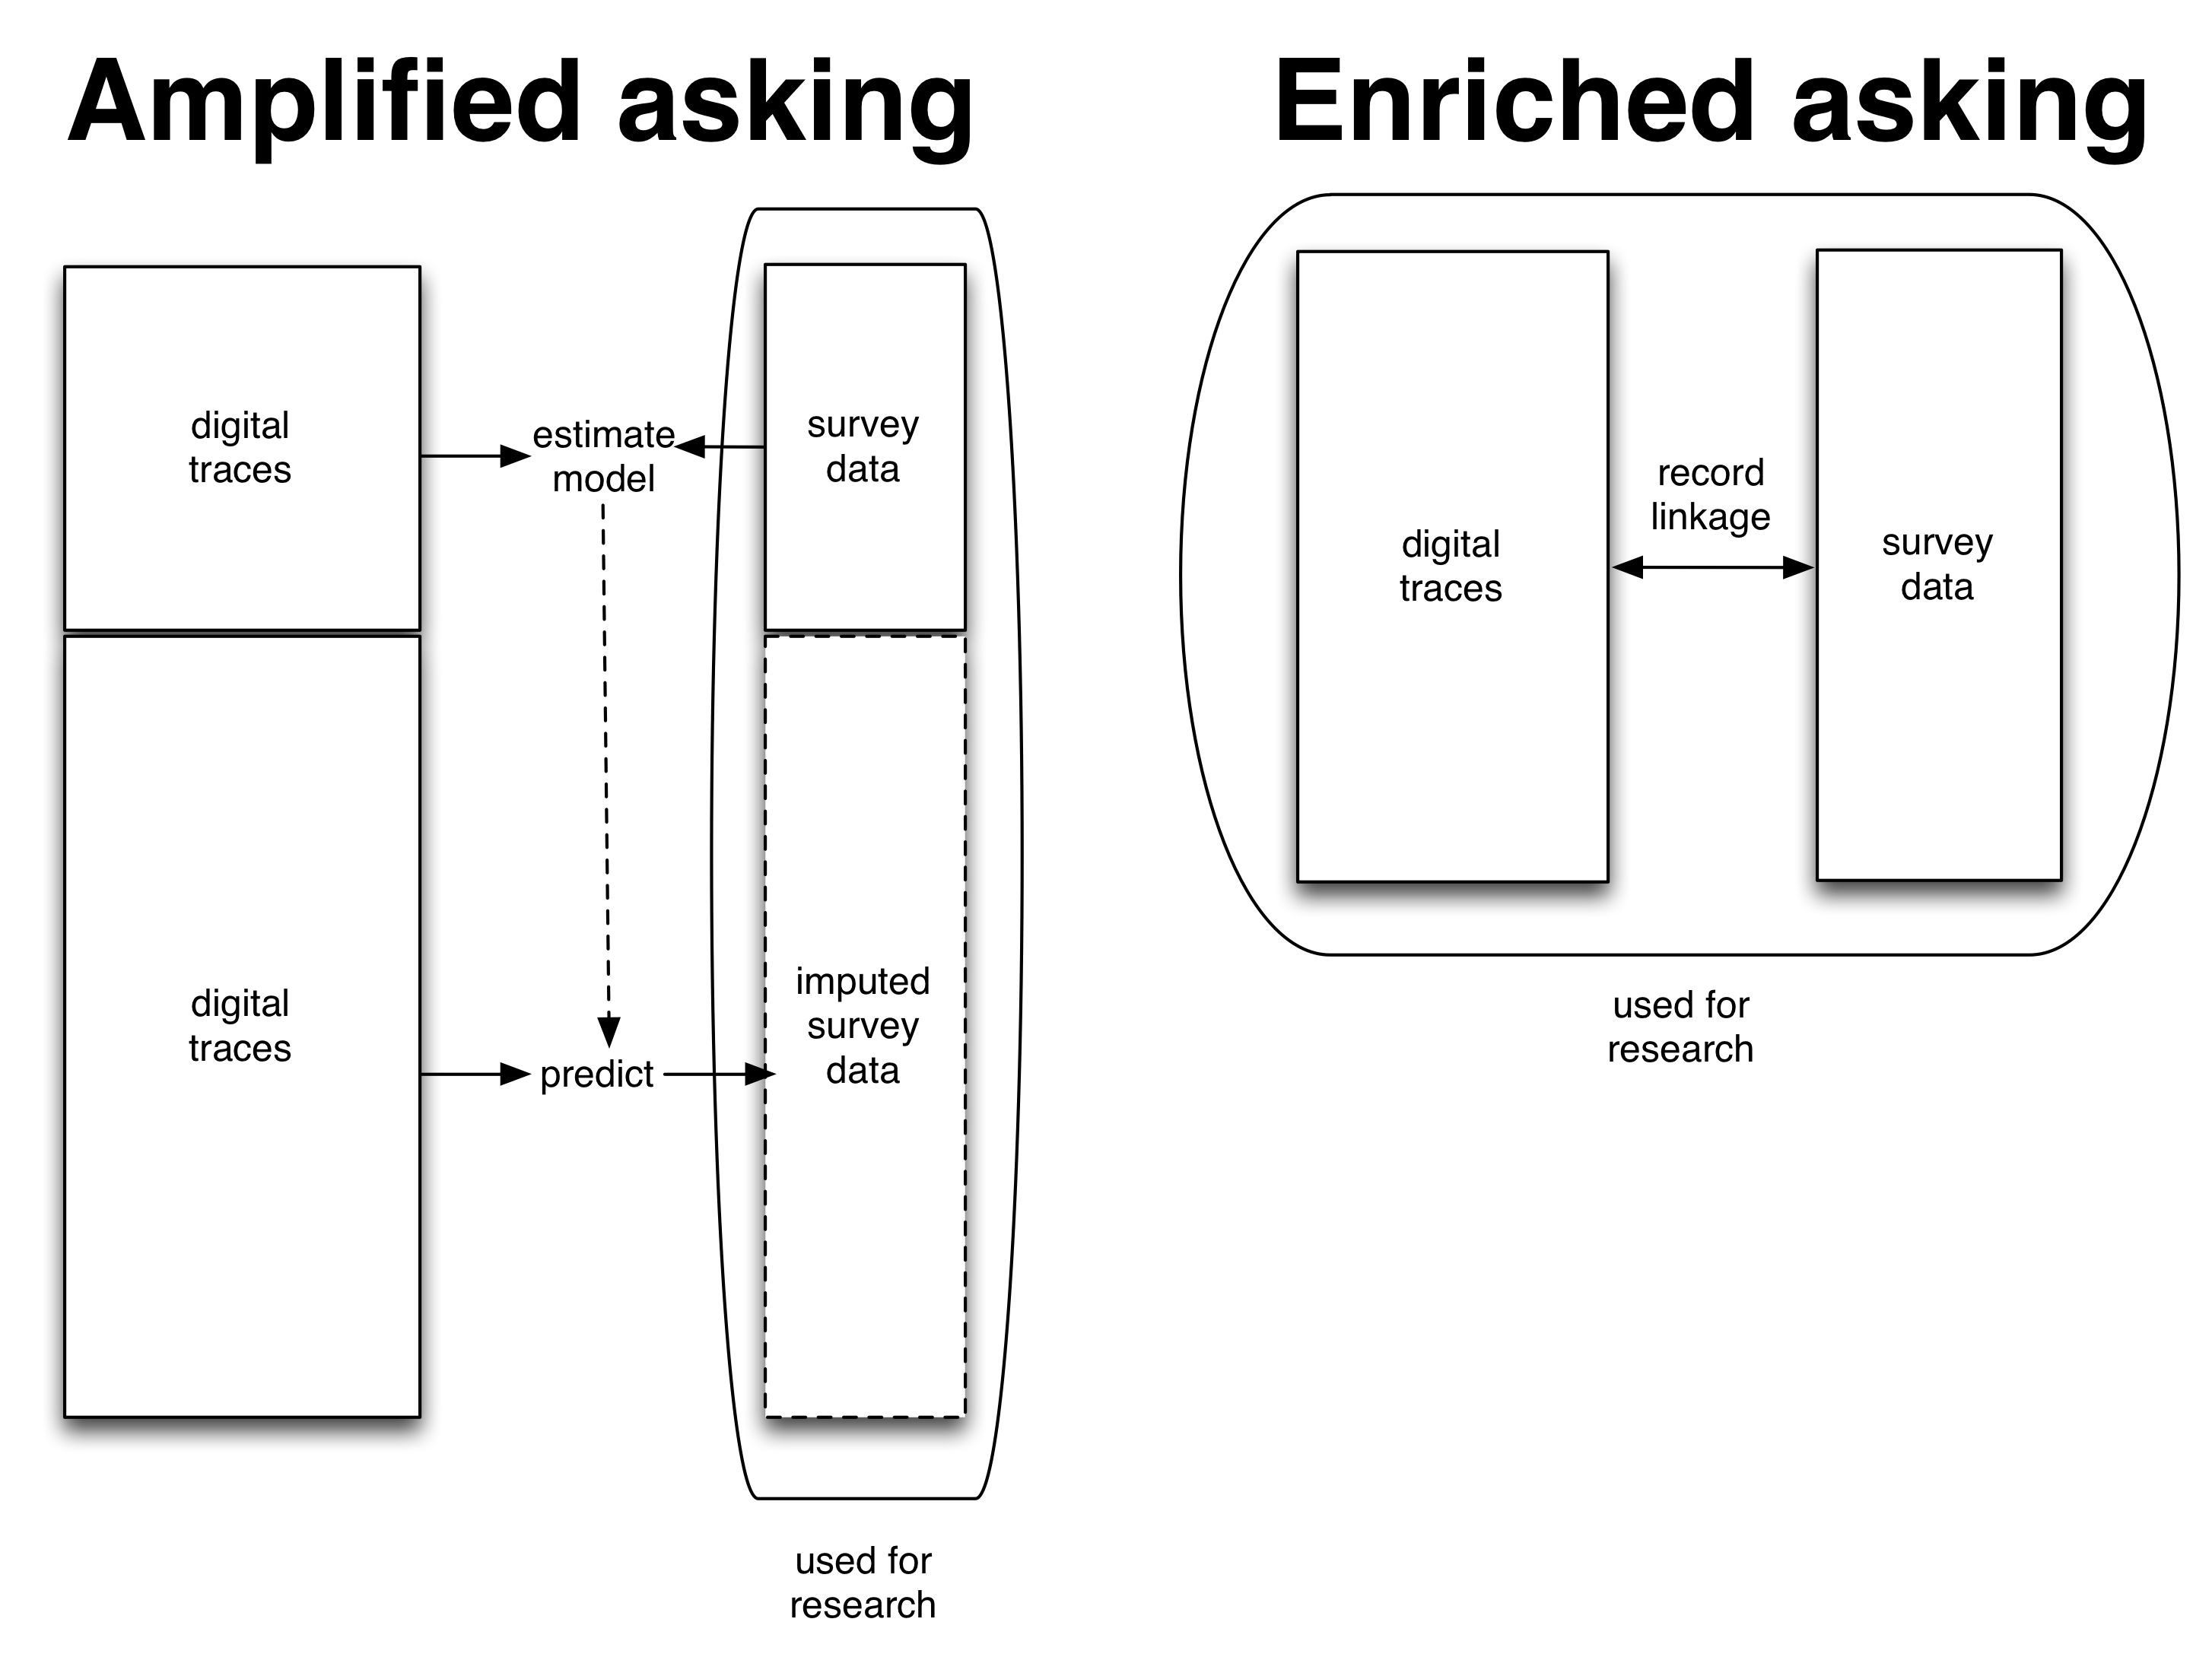 Amplified asking
digital
traces
estimate
model
survey
data
digital
traces
predict
imputed
survey
data
used for
research
Enriched asking
digital
traces
record
linkage
survey
data
used for
research